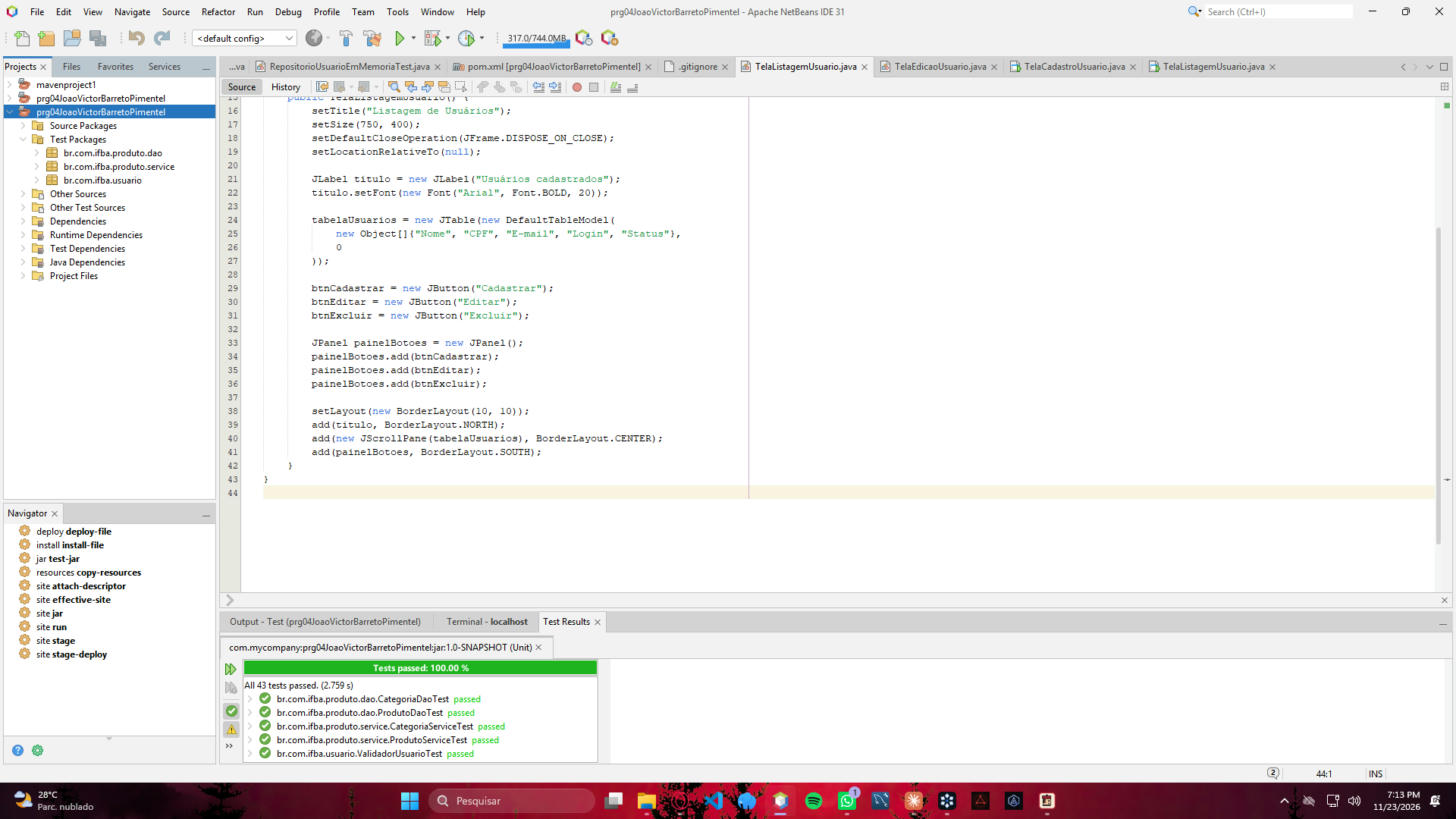 File Edit View Navigate Source Refactor Run Debug Profile Team Tools Window Help
prg04JoaoVictorBarretoPimentel - Apache NetBeans IDE 31
Search (Ctrl+I)
<default config>
317.0/744.0MB
Projects Files Favorites Services
...va RepositorioUsuarioEmMemoriaTest.java pom.xml [prg04JoaoVictorBarretoPimentel] .gitignore TelaListagemUsuario.java TelaEdicaoUsuario.java TelaCadastroUsuario.java TelaListagemUsuario.java
Source History
mavenproject1
prg04JoaoVictorBarretoPimentel
prg04JoaoVictorBarretoPimentel
Source Packages
Test Packages
br.com.ifba.produto.dao
br.com.ifba.produto.service
br.com.ifba.usuario
Other Sources
Other Test Sources
Dependencies
Runtime Dependencies
Test Dependencies
Java Dependencies
Project Files
15 public TelaListagemUsuario() {
16 setTitle("Listagem de Usuários");
17 setSize(750, 400);
18 setDefaultCloseOperation(JFrame.DISPOSE_ON_CLOSE);
19 setLocationRelativeTo(null);
20
21 JLabel titulo = new JLabel("Usuários cadastrados");
22 titulo.setFont(new Font("Arial", Font.BOLD, 20));
23
24 tabelaUsuarios = new JTable(new DefaultTableModel(
25 new Object[]{"Nome", "CPF", "E-mail", "Login", "Status"},
26 0
27 ));
28
29 btnCadastrar = new JButton("Cadastrar");
30 btnEditar = new JButton("Editar");
31 btnExcluir = new JButton("Excluir");
32
33 JPanel painelBotoes = new JPanel();
34 painelBotoes.add(btnCadastrar);
35 painelBotoes.add(btnEditar);
36 painelBotoes.add(btnExcluir);
37
38 setLayout(new BorderLayout(10, 10));
39 add(titulo, BorderLayout.NORTH);
40 add(new JScrollPane(tabelaUsuarios), BorderLayout.CENTER);
41 add(painelBotoes, BorderLayout.SOUTH);
42 }
43 }
44
Navigator
deploy deploy-file
install install-file
jar test-jar
resources copy-resources
site attach-descriptor
site effective-site
site jar
site run
site stage
site stage-deploy
Output - Test (prg04JoaoVictorBarretoPimentel) Terminal - localhost Test Results
com.mycompany:prg04JoaoVictorBarretoPimentel:jar:1.0-SNAPSHOT (Unit)
Tests passed: 100.00 %
All 43 tests passed. (2.759 s)
br.com.ifba.produto.dao.CategoriaDaoTest passed
br.com.ifba.produto.dao.ProdutoDaoTest passed
br.com.ifba.produto.service.CategoriaServiceTest passed
br.com.ifba.produto.service.ProdutoServiceTest passed
br.com.ifba.usuario.ValidadorUsuarioTest passed
2 44:1 INS
28°C
Parc. nublado
Pesquisar
1
7:13 PM
11/23/2026